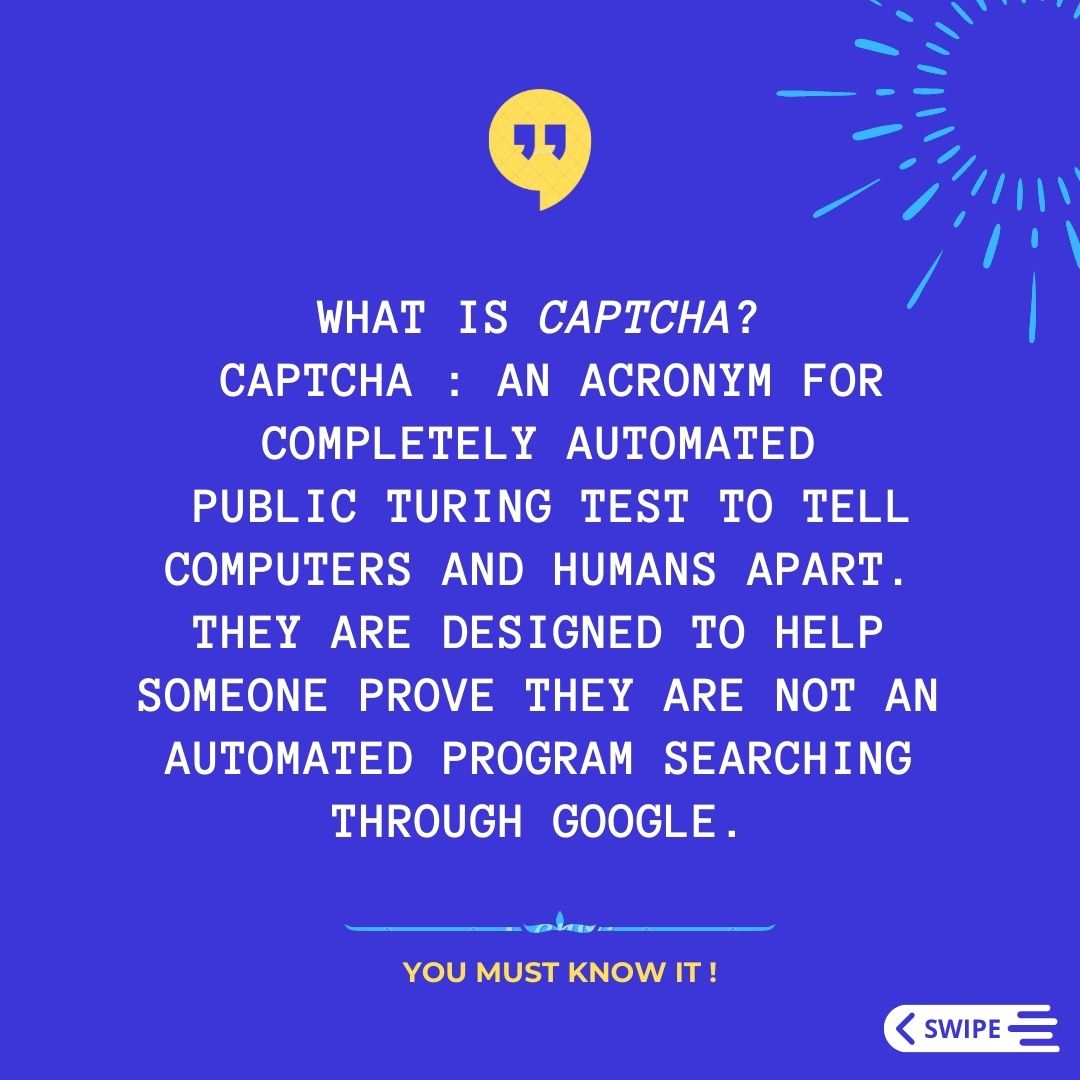 WHAT IS CAPTCHA?
CAPTCHA : AN ACRONYM FOR
COMPLETELY AUTOMATED
PUBLIC TURING TEST TO TELL
COMPUTERS AND HUMANS APART.
THEY ARE DESIGNED TO HELP
SOMEONE PROVE THEY ARE NOT AN
AUTOMATED PROGRAM SEARCHING
THROUGH GOOGLE.
YOU MUST KNOW IT !
SWIPE